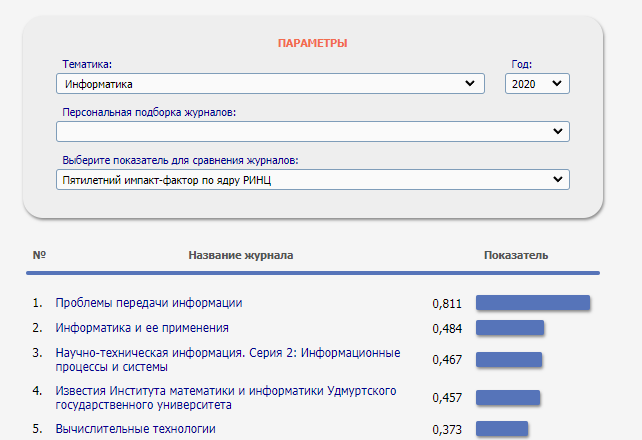 ПАРАМЕТРЫ
Тематика: Год:
Информатика 2020
Персональная подборка журналов:
Выберите показатель для сравнения журналов:
Пятилетний импакт-фактор по ядру РИНЦ
№ Название журнала Показатель
1. Проблемы передачи информации 0,811
2. Информатика и ее применения 0,484
3. Научно-техническая информация. Серия 2: Информационные
процессы и системы 0,467
4. Известия Института математики и информатики Удмуртского
государственного университета 0,457
5. Вычислительные технологии 0,373